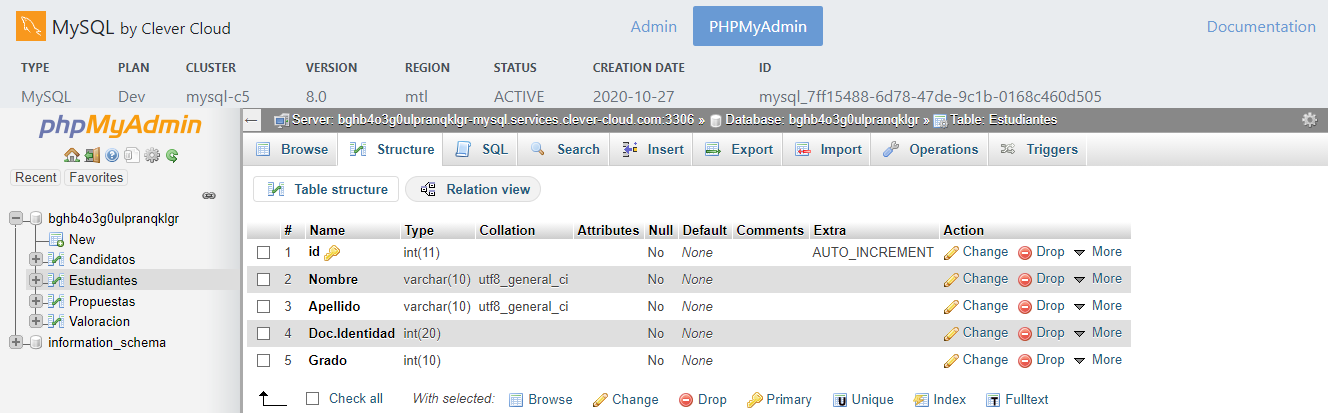 MySQL by Clever Cloud Admin PHPMyAdmin Documentation
TYPE PLAN CLUSTER VERSION REGION STATUS CREATION DATE ID
MySQL Dev mysql-c5 8.0 mtl ACTIVE 2020-10-27 mysql_7ff15488-6d78-47de-9c1b-0168c460d505
phpMyAdmin
Recent Favorites
bghb4o3g0ulpranqklgr
New
Candidatos
Estudiantes
Propuestas
Valoracion
information_schema
Server: bghb4o3g0ulpranqklgr-mysql.services.clever-cloud.com:3306 » Database: bghb4o3g0ulpranqklgr » Table: Estudiantes
Browse Structure SQL Search Insert Export Import Operations Triggers
Table structure Relation view
# Name Type Collation Attributes Null Default Comments Extra Action
1 id int(11) No None AUTO_INCREMENT Change Drop More
2 Nombre varchar(10) utf8_general_ci No None Change Drop More
3 Apellido varchar(10) utf8_general_ci No None Change Drop More
4 Doc.Identidad int(20) No None Change Drop More
5 Grado int(10) No None Change Drop More
Check all With selected: Browse Change Drop Primary Unique Index Fulltext